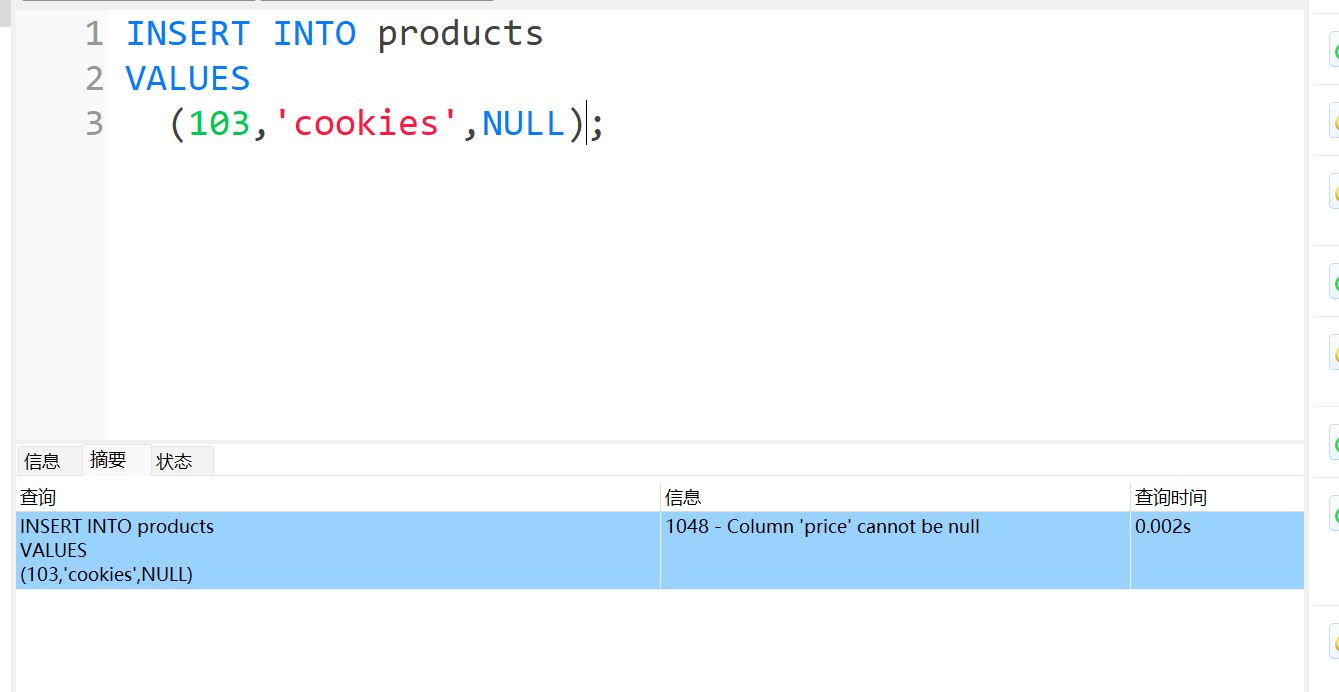 1 INSERT INTO products
2 VALUES
3 (103,'cookies',NULL);
信息 摘要 状态
查询 信息 查询时间
INSERT INTO products 1048 - Column 'price' cannot be null 0.002s
VALUES
(103,'cookies',NULL)